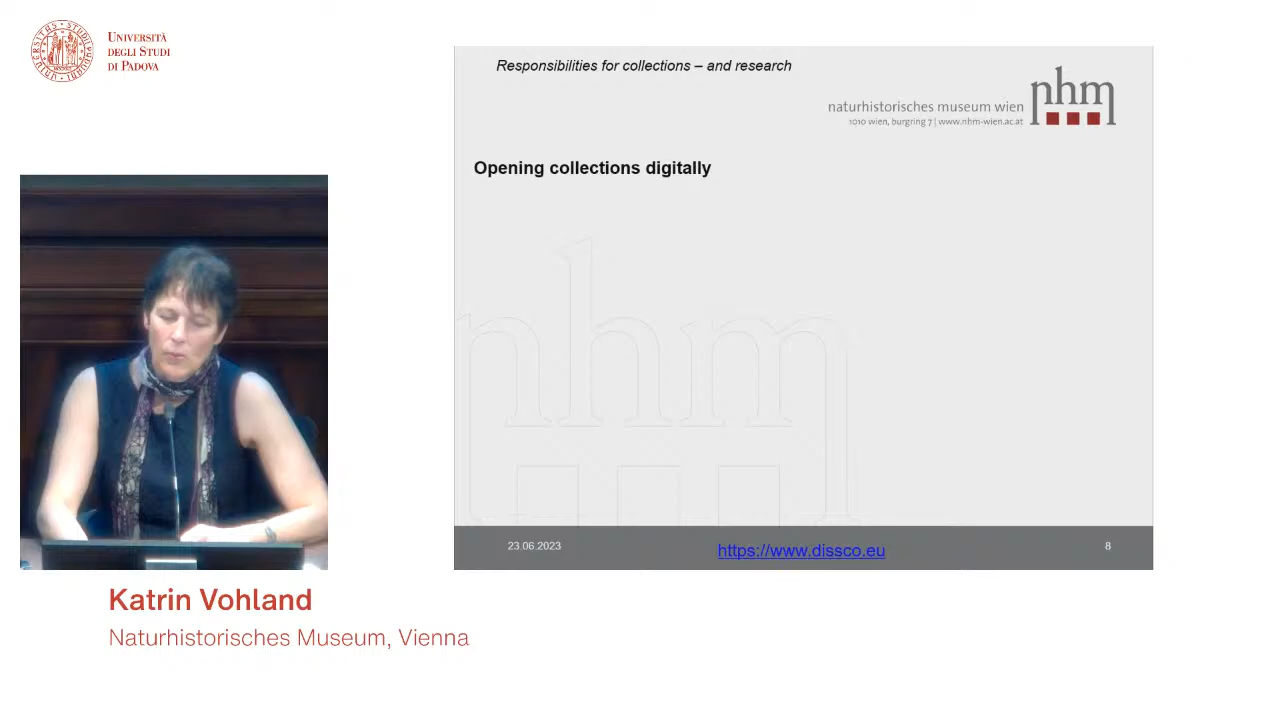 Università
degli Studi
di Padova
Responsibilities for collections – and research
naturhistorisches museum wien
1010 wien, burgring 7 | www.nhm-wien.ac.at
nhm
Opening collections digitally
nhm
23.06.2023
https://www.dissco.eu
8
Katrin Vohland
Naturhistorisches Museum, Vienna